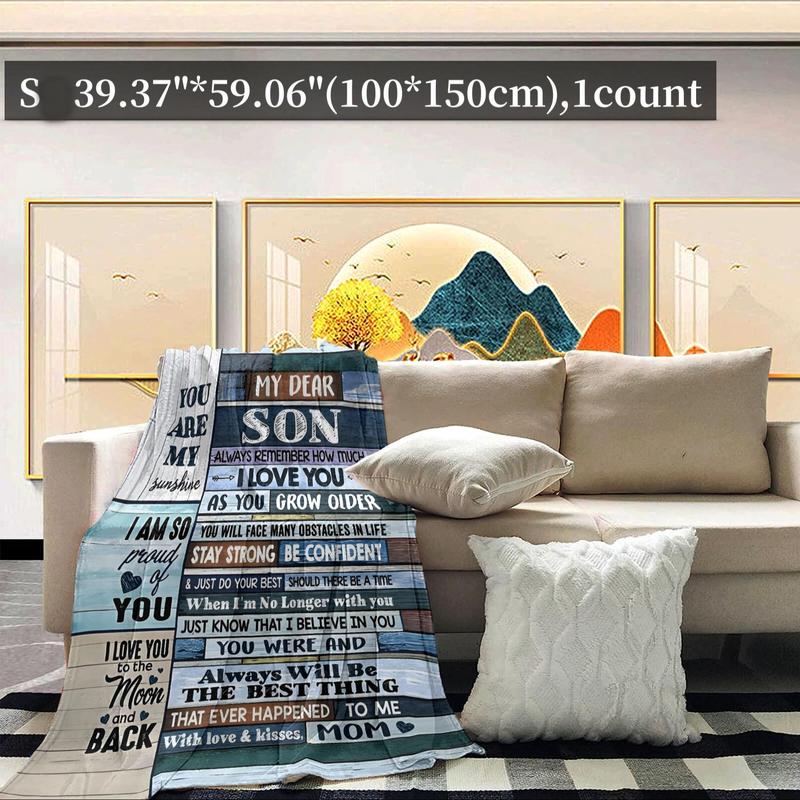 S 39.37"*59.06"(100*150cm),1count
YOU
ARE
MY
sunshine
I AM SO
proud
of
YOU
I LOVE YOU
to the
Moon
and
BACK
MY DEAR
SON
ALWAYS REMEMBER HOW MUCH
I LOVE YOU
AS YOU GROW OLDER
YOU WILL FACE MANY OBSTACLES IN LIFE
STAY STRONG BE CONFIDENT
& JUST DO YOUR BEST SHOULD THERE BE A TIME
When I'm No Longer with you
JUST KNOW THAT I BELIEVE IN YOU
YOU WERE AND
Always Will Be
THE BEST THING
THAT EVER HAPPENED TO ME
With love & kisses, MOM